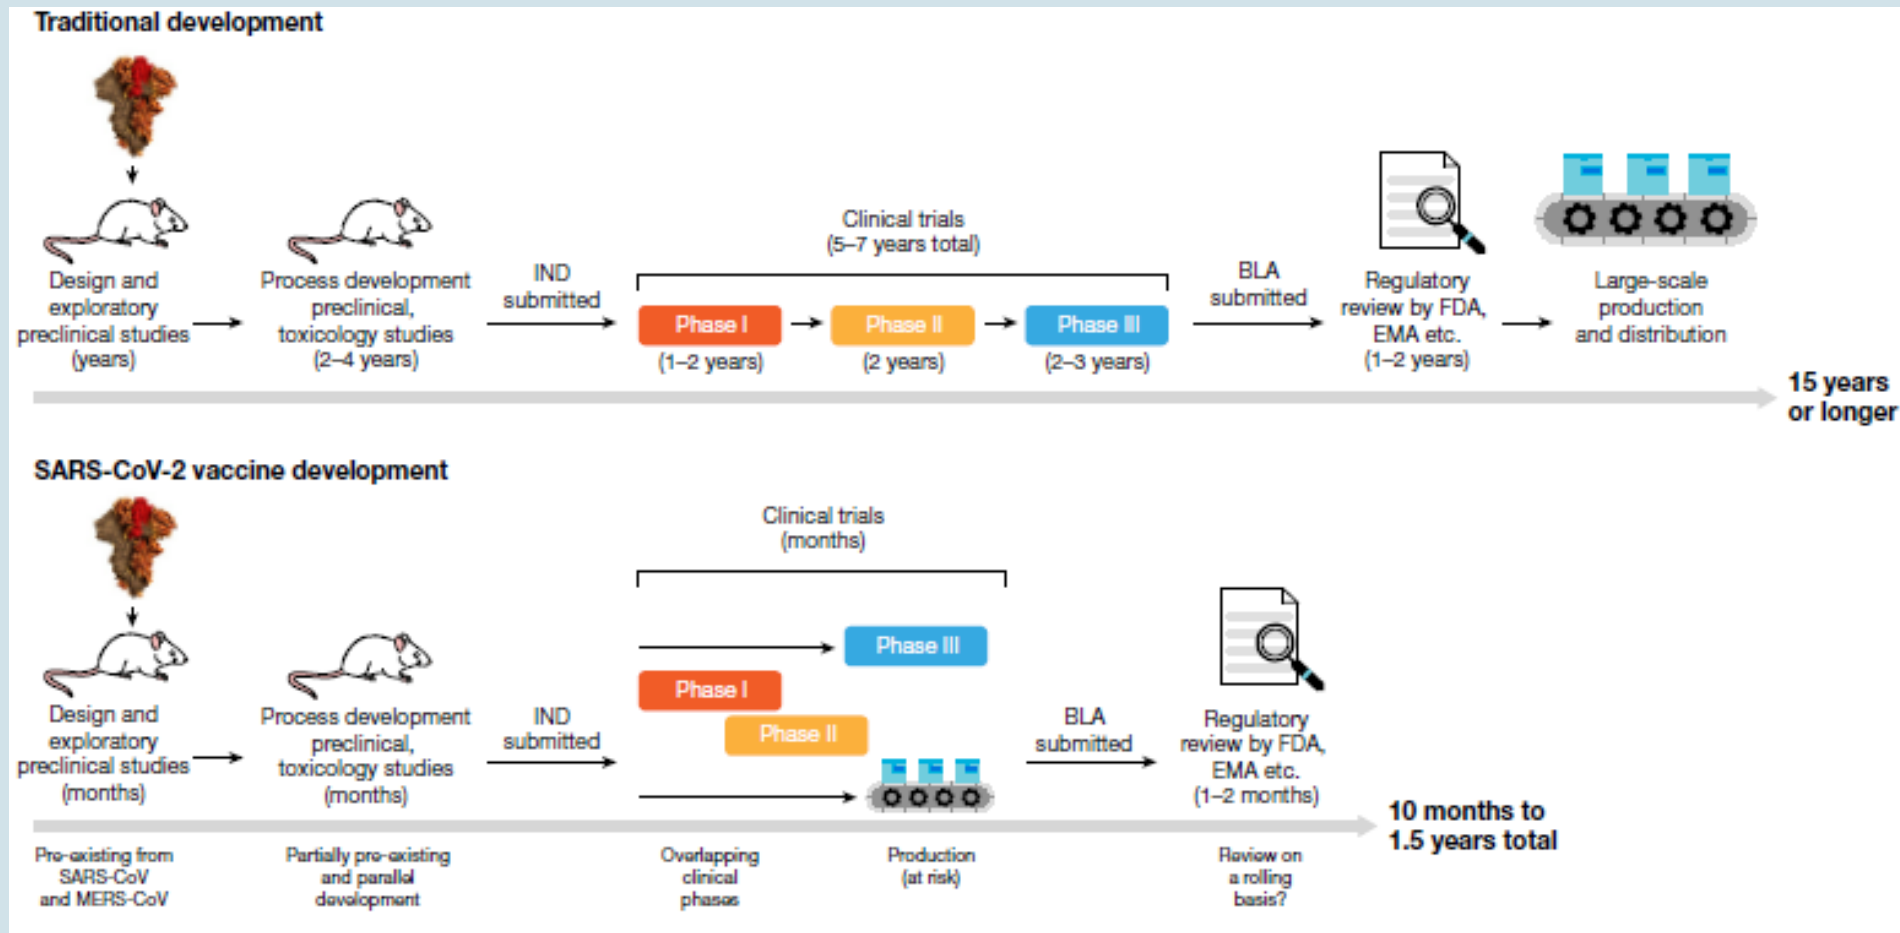 Traditional development
Design and
exploratory
preclinical studies
(years)
Process development
preclinical,
toxicology studies
(2–4 years)
IND
submitted
Clinical trials
(5–7 years total)
Phase I
(1–2 years)
Phase II
(2 years)
Phase III
(2–3 years)
BLA
submitted
Regulatory
review by FDA,
EMA etc.
(1–2 years)
Large-scale
production
and distribution
15 years
or longer
SARS-CoV-2 vaccine development
Design and
exploratory
preclinical studies
(months)
Process development
preclinical,
toxicology studies
(months)
IND
submitted
Clinical trials
(months)
Phase III
Phase I
Phase II
BLA
submitted
Regulatory
review by FDA,
EMA etc.
(1–2 months)
10 months to
1.5 years total
Pre-existing from
SARS-CoV
and MERS-CoV
Partially pre-existing
and parallel
development
Overlapping
clinical
phases
Production
(at risk)
Review on
a rolling
basis?